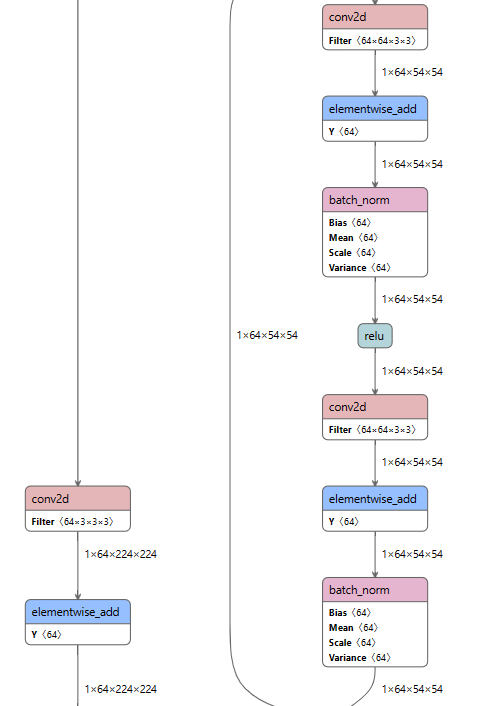 conv2d
Filter 〈64×64×3×3〉
1×64×54×54
elementwise_add
Y 〈64〉
1×64×54×54
batch_norm
Bias 〈64〉
Mean 〈64〉
Scale 〈64〉
Variance 〈64〉
1×64×54×54
relu
1×64×54×54
1×64×54×54
conv2d
Filter 〈64×64×3×3〉
1×64×54×54
conv2d
Filter 〈64×3×3×3〉
1×64×224×224
elementwise_add
Y 〈64〉
1×64×224×224
elementwise_add
Y 〈64〉
1×64×54×54
batch_norm
Bias 〈64〉
Mean 〈64〉
Scale 〈64〉
Variance 〈64〉
1×64×54×54